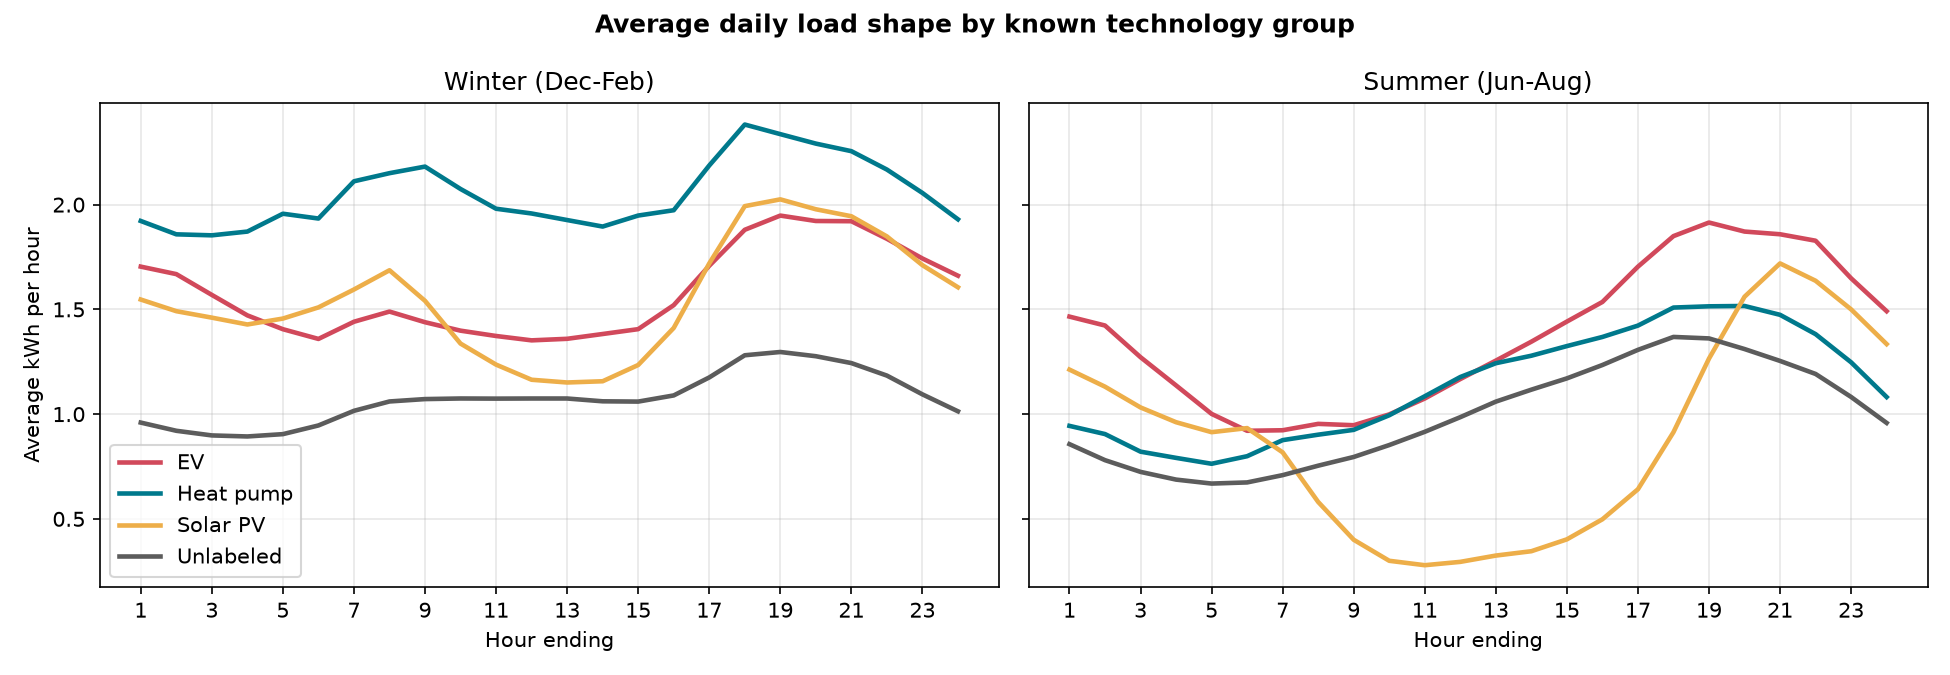 Average daily load shape by known technology group
Winter (Dec-Feb)
Average kWh per hour
2.0
1.5
1.0
0.5
EV
Heat pump
Solar PV
Unlabeled
1 3 5 7 9 11 13 15 17 19 21 23
Hour ending
Summer (Jun-Aug)
1 3 5 7 9 11 13 15 17 19 21 23
Hour ending